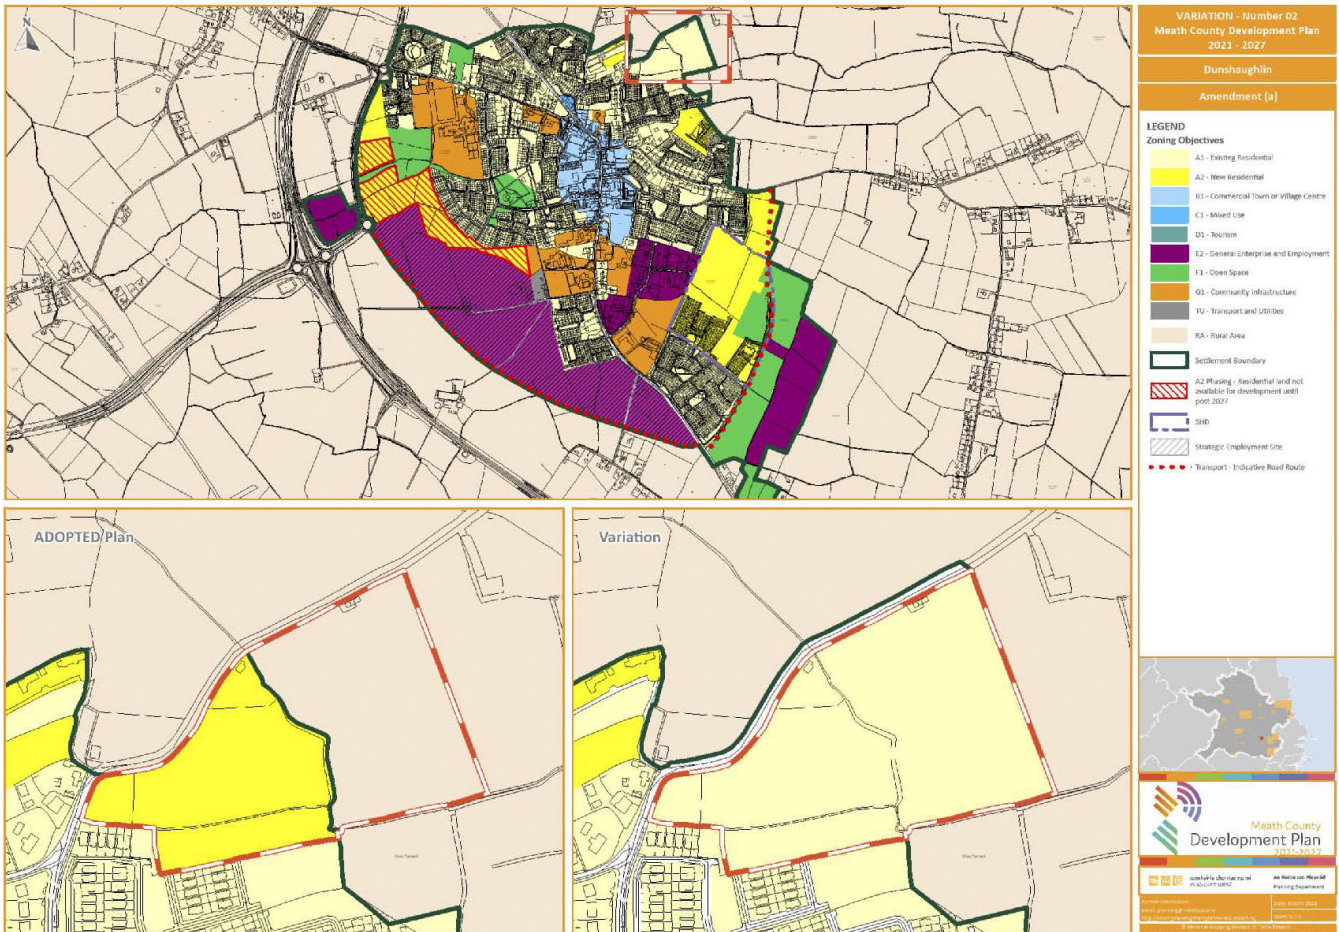 N
VARIATION - Number 02
Meath County Development Plan
2021 - 2027
Dunshaughlin
Amendment (a)
LEGEND
Zoning Objectives
A1 - Existing Residential
A2 - New Residential
B1 - Commercial Town or Village Centre
C1 - Mixed Use
D1 - Tourism
E2 - General Enterprise and Employment
F1 - Open Space
G1 - Community Infrastructure
TU - Transport and Utilities
RA - Rural Area
Settlement Boundary
A2 Phasing - Residential land not
available for development until
post 2027
SHD
Strategic Employment Site
Transport - Indicative Road Route
ADOPTED Plan
Variation
Meath County
Development Plan
2021-2027
Planning Department